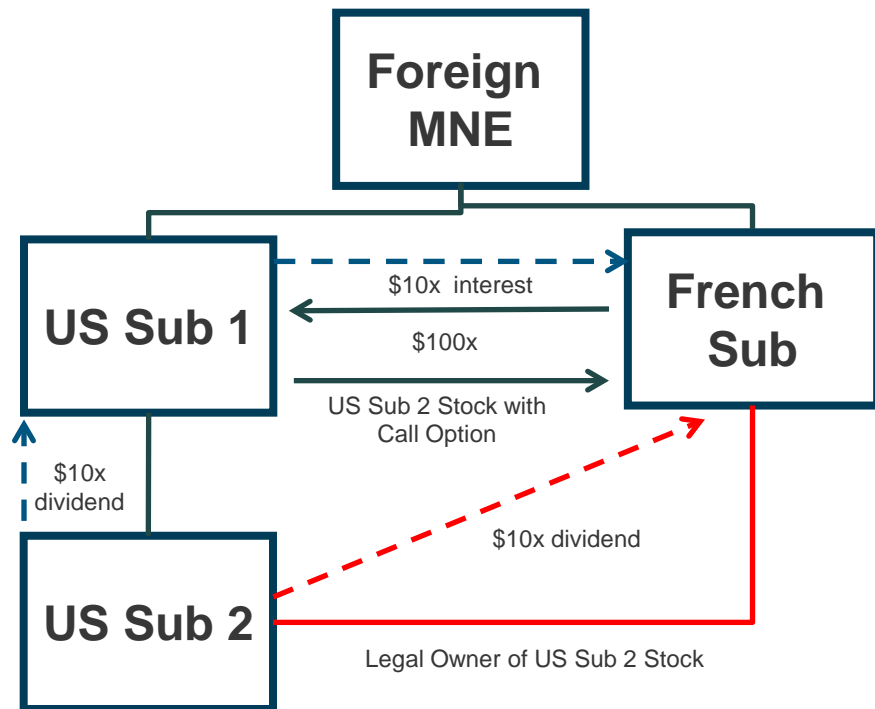 Foreign
MNE
US Sub 1
$10x interest
$100x
US Sub 2 Stock with
Call Option
French
Sub
$10x
dividend
$10x dividend
US Sub 2
Legal Owner of US Sub 2 Stock